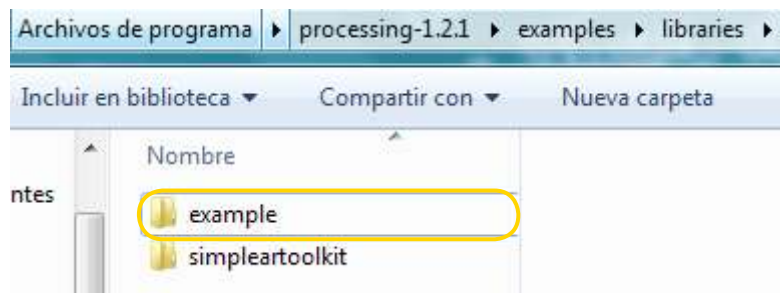 Archivos de programa ▸ processing-1.2.1 ▸ examples ▸ libraries ▸
Incluir en biblioteca ▾ Compartir con ▾ Nueva carpeta
Nombre
ntes
example
simpleartoolkit